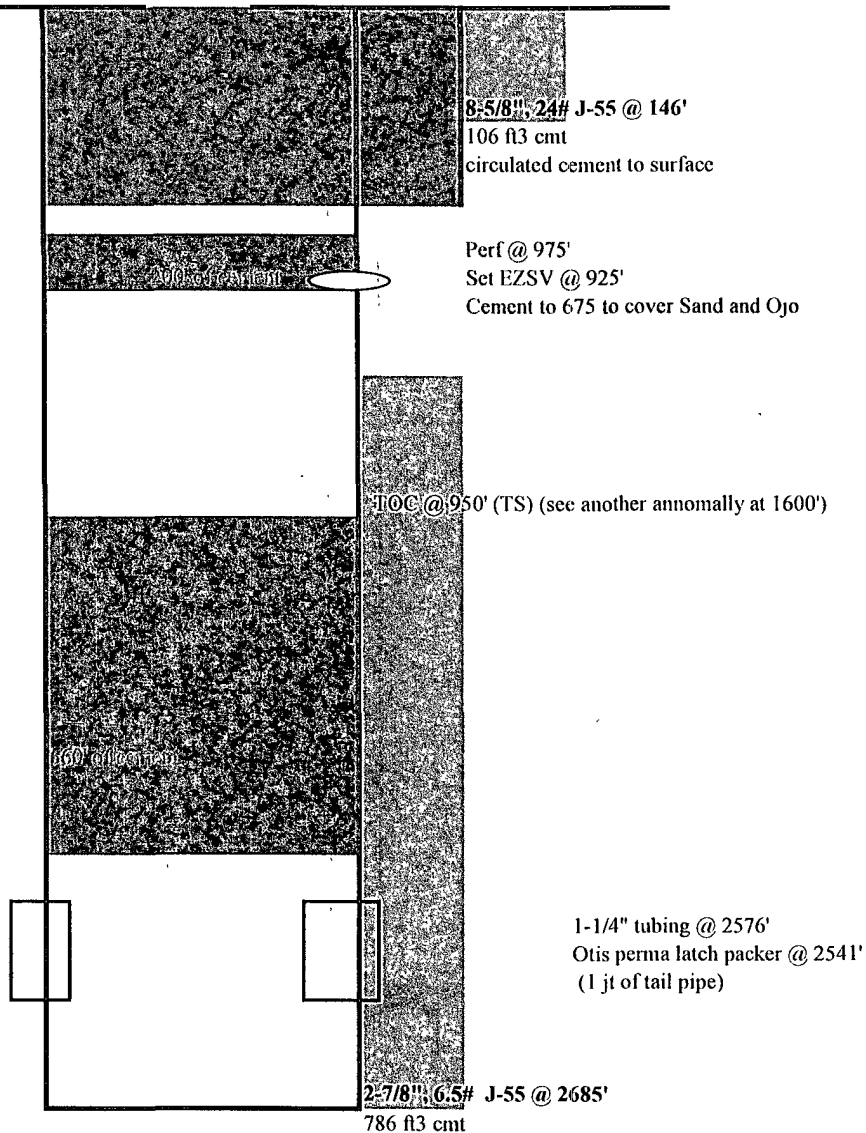 8-5/8", 24# J-55 @ 146'
106 ft3 cmt
circulated cement to surface
Perf @ 975'
Set EZSV @ 925'
Cement to 675 to cover Sand and Ojo
TOC @ 950' (TS) (see another annomally at 1600')
1-1/4" tubing @ 2576'
Otis perma latch packer @ 2541'
(1 jt of tail pipe)
2-7/8", 6.5# J-55 @ 2685'
786 ft3 cmt